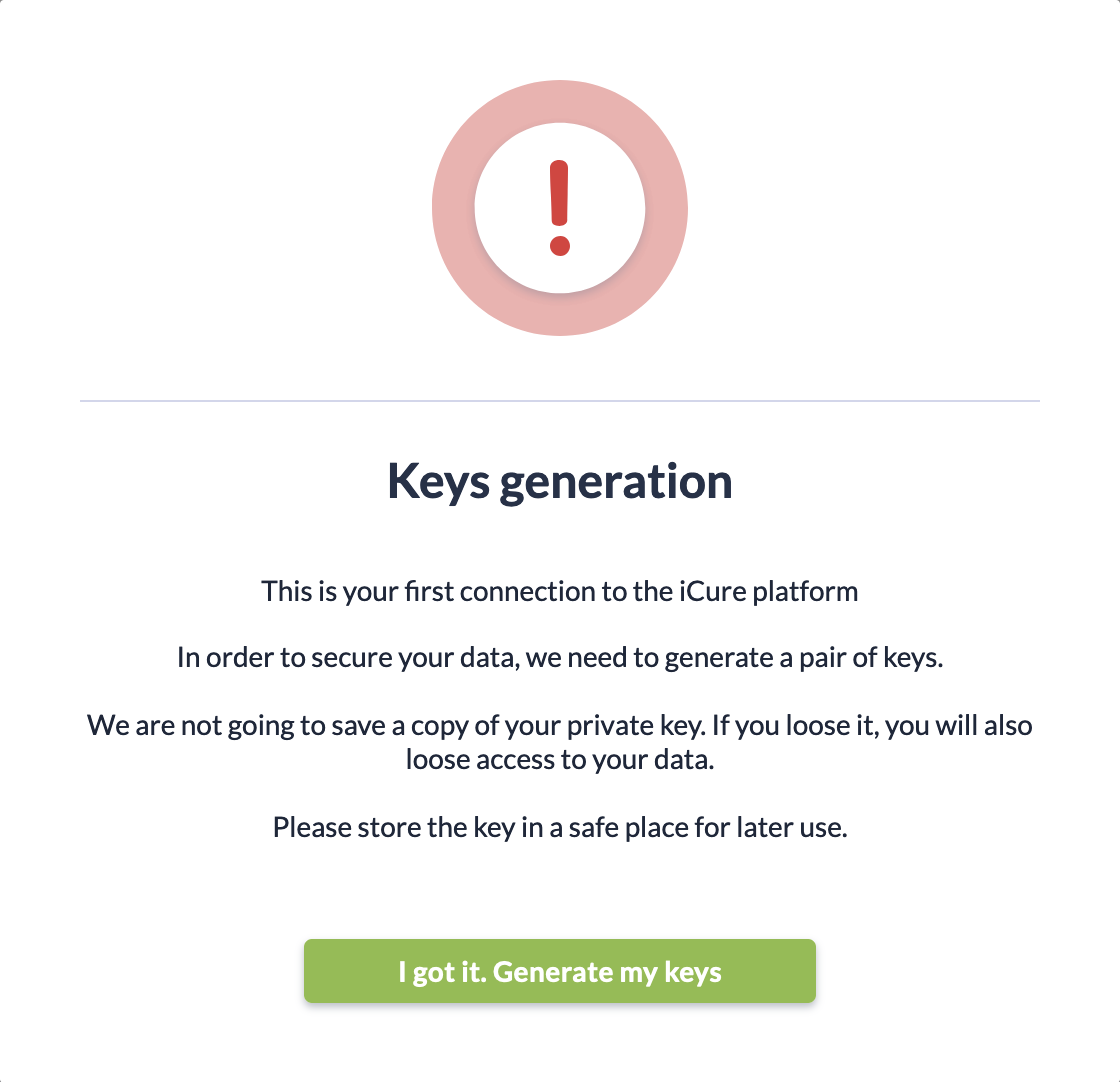 !
Keys generation
This is your first connection to the iCure platform
In order to secure your data, we need to generate a pair of keys.
We are not going to save a copy of your private key. If you loose it, you will also
loose access to your data.
Please store the key in a safe place for later use.
I got it. Generate my keys